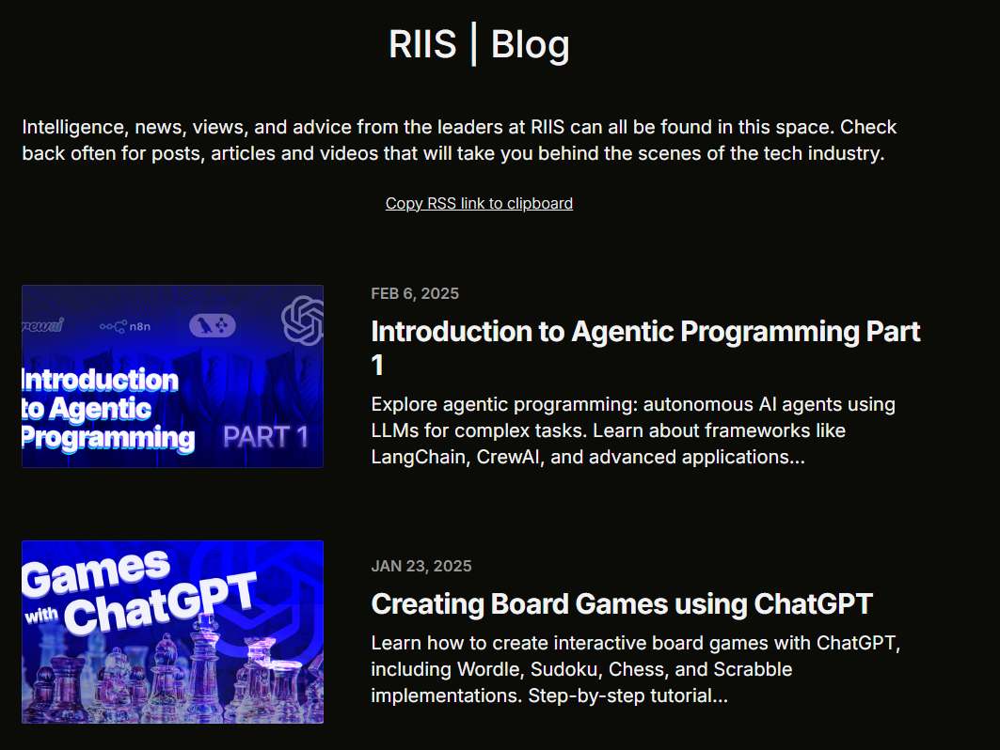 RIIS | Blog
Intelligence, news, views, and advice from the leaders at RIIS can all be found in this space. Check
back often for posts, articles and videos that will take you behind the scenes of the tech industry.
Copy RSS link to clipboard
rewai
n8n
Introduction
to Agentic
Programming
PART 1
FEB 6, 2025
Introduction to Agentic Programming Part
1
Explore agentic programming: autonomous AI agents using
LLMs for complex tasks. Learn about frameworks like
LangChain, CrewAI, and advanced applications...
Games
with ChatGPT
JAN 23, 2025
Creating Board Games using ChatGPT
Learn how to create interactive board games with ChatGPT,
including Wordle, Sudoku, Chess, and Scrabble
implementations. Step-by-step tutorial...